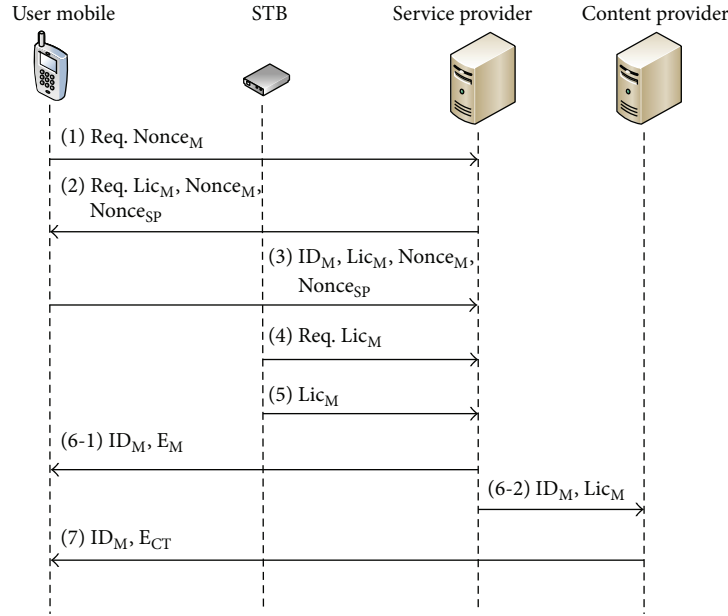 User mobile
STB
Service provider
Content provider
(1) Req. Nonce_M
(2) Req. Lic_M, Nonce_M,
Nonce_SP
(3) ID_M, Lic_M, Nonce_M,
Nonce_SP
(4) Req. Lic_M
(5) Lic_M
(6-1) ID_M, E_M
(6-2) ID_M, Lic_M
(7) ID_M, E_CT